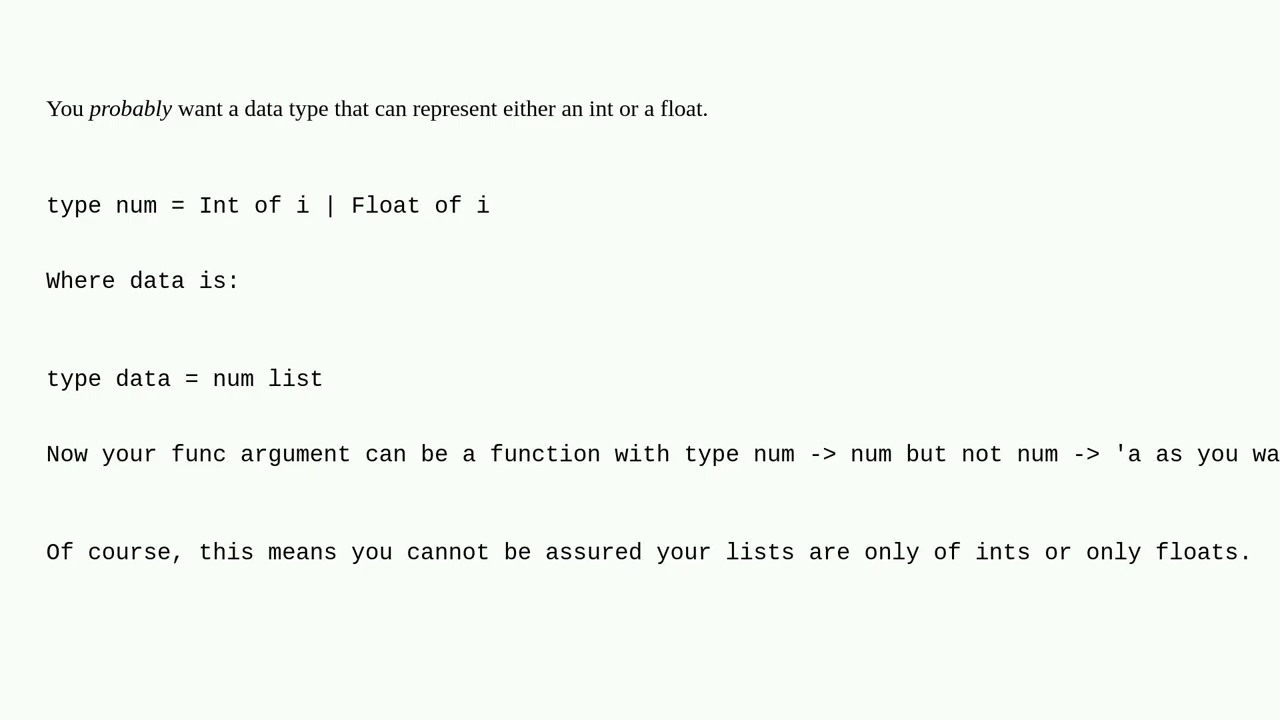 You probably want a data type that can represent either an int or a float.
type num = Int of i | Float of i
Where data is:
type data = num list
Now your func argument can be a function with type num -> num but not num -> 'a as you
Of course, this means you cannot be assured your lists are only of ints or only floats.